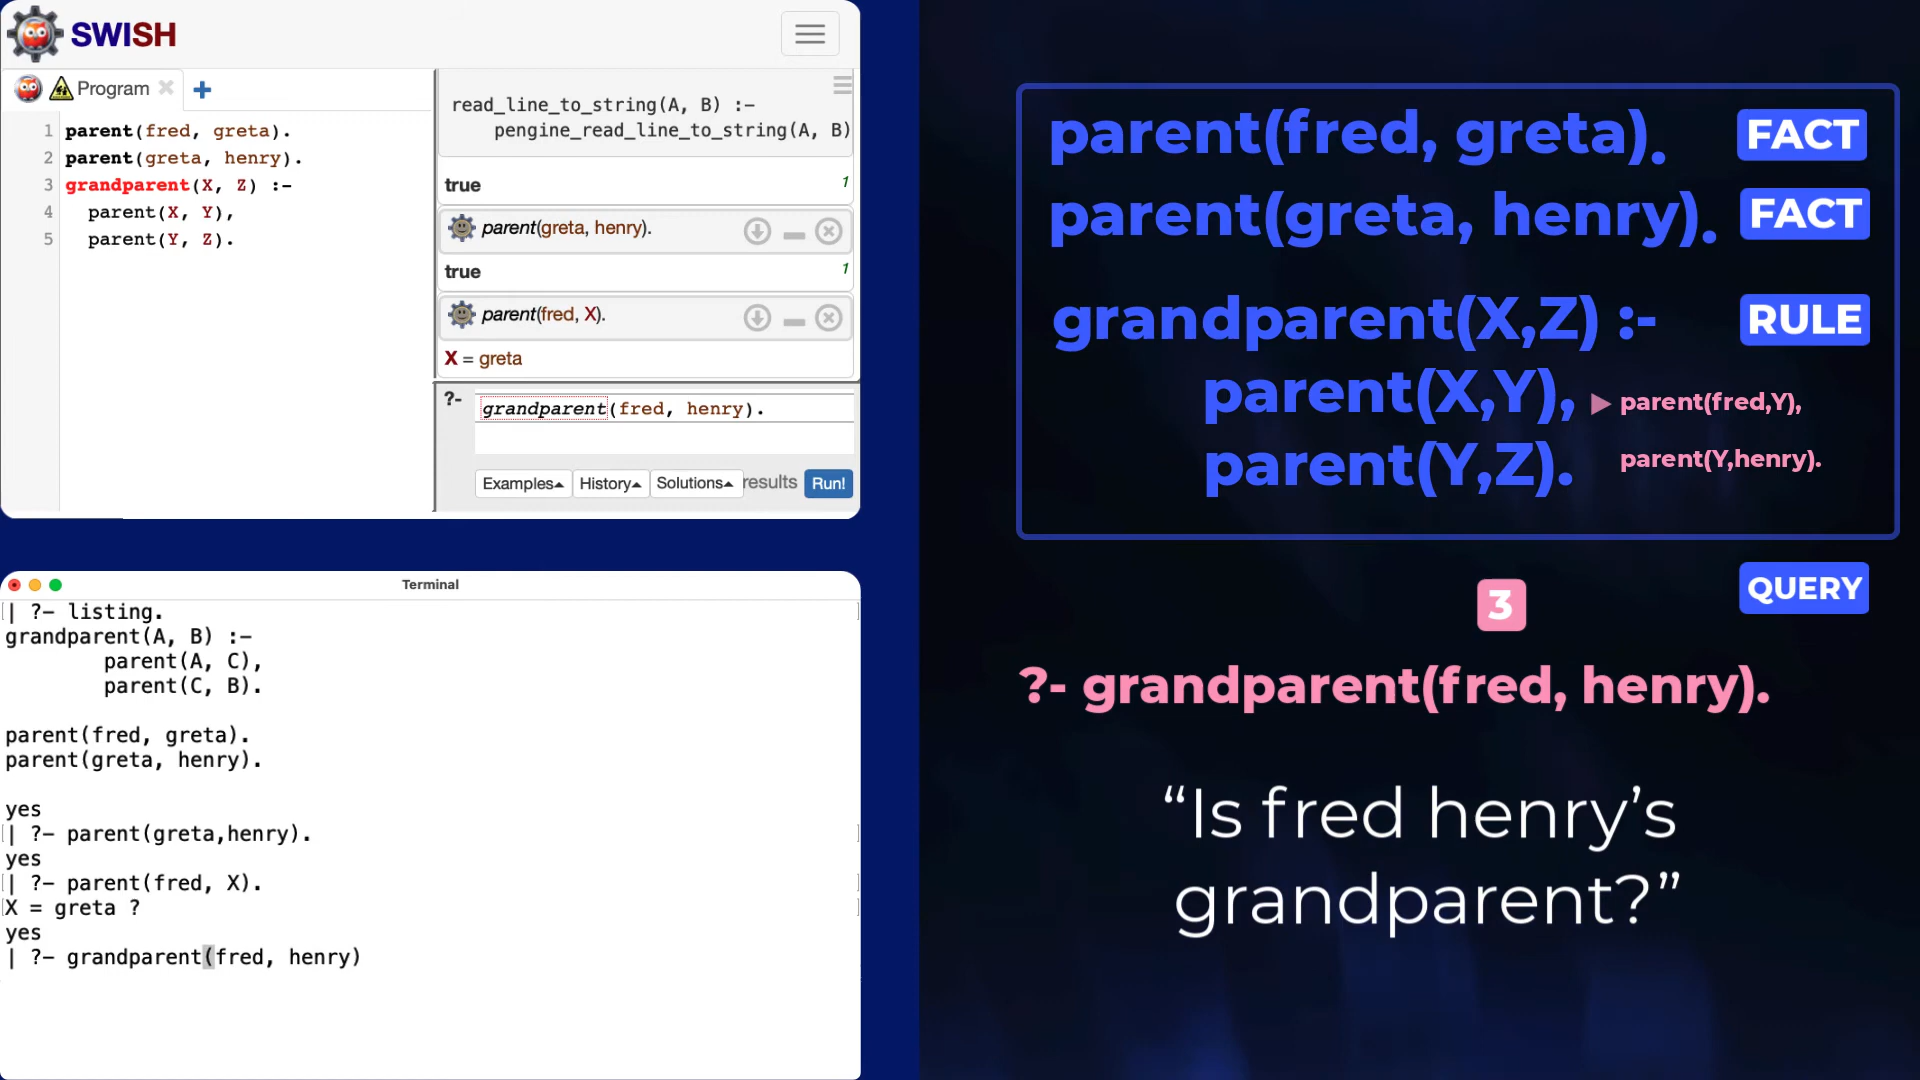 SWISH
Program
1 parent(fred, greta).
2 parent(greta, henry).
3 grandparent(X, Z) :-
4 parent(X, Y),
5 parent(Y, Z).
read_line_to_string(A, B) :-
pengine_read_line_to_string(A, B)
true 1
parent(greta, henry).
true 1
parent(fred, X).
X = greta
?- grandparent(fred, henry).
Examples History Solutions results Run!
Terminal
| ?- listing.
grandparent(A, B) :-
parent(A, C),
parent(C, B).
parent(fred, greta).
parent(greta, henry).
yes
| ?- parent(greta,henry).
yes
| ?- parent(fred, X).
X = greta ?
yes
| ?- grandparent(fred, henry)
parent(fred, greta). FACT
parent(greta, henry). FACT
grandparent(X,Z) :- RULE
parent(X,Y), parent(fred,Y),
parent(Y,Z). parent(Y,henry).
3 QUERY
?- grandparent(fred, henry).
“Is fred henry’s
grandparent?”